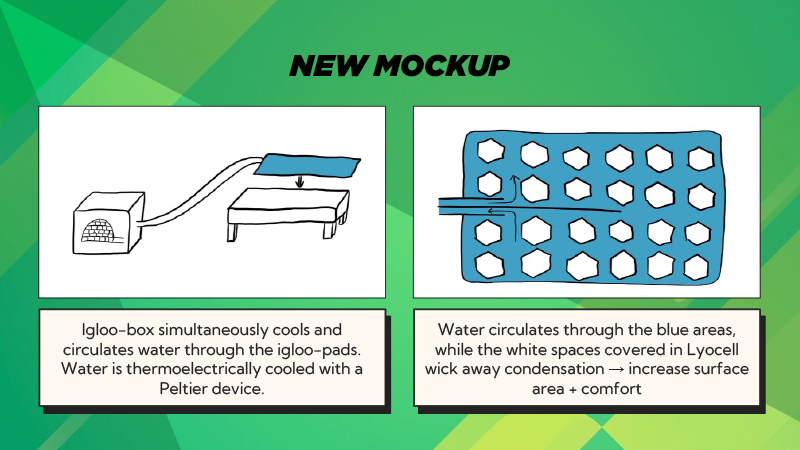 NEW MOCKUP
Igloo-box simultaneously cools and
circulates water through the igloo-pads.
Water is thermoelectrically cooled with a
Peltier device.
Water circulates through the blue areas,
while the white spaces covered in Lyocell
wick away condensation → increase surface
area + comfort